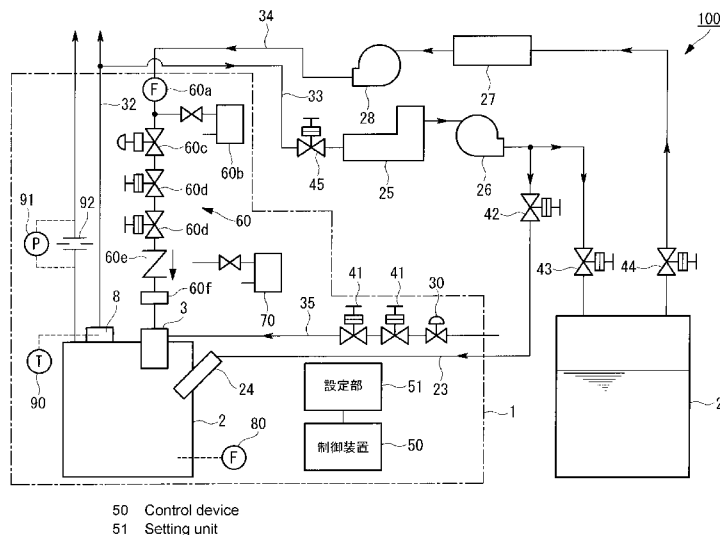 34
100
32
F
60a
33
28
27
60c
60b
45
25
26
60d
42
91
92
60
P
60d
43
44
60e
41
41
30
60f
70
8
3
35
T
設定部
51
23
90
24
2
1
80
F
制御装置
50
50 Control device
51 Setting unit